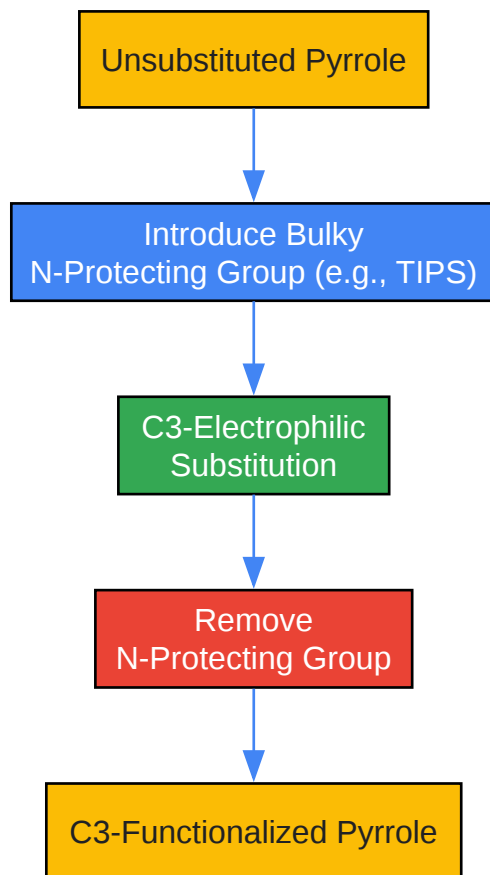 Unsubstituted Pyrrole
Introduce Bulky
N-Protecting Group (e.g., TIPS)
C3-Electrophilic
Substitution
Remove
N-Protecting Group
C3-Functionalized Pyrrole